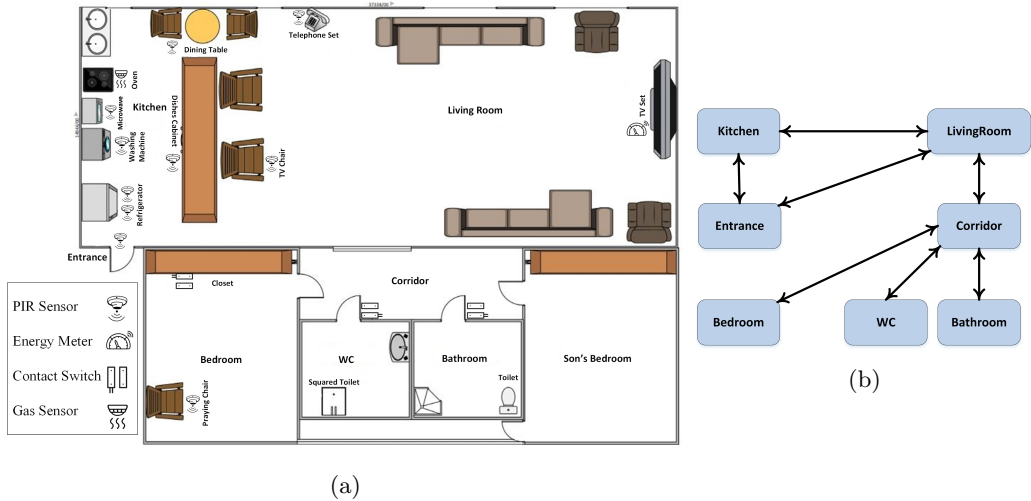 Telephone Set
Dining Table
Oven
Kitchen
Microwave
Washing
Machine
Dishes Cabinet
Living Room
TV Set
TV Chair
Refrigerator
Entrance
Closet
Corridor
PIR Sensor
Energy Meter
Contact Switch
Gas Sensor
Bedroom
WC
Bathroom
Son's Bedroom
Squared Toilet
Toilet
Praying Chair
(a)
Kitchen
LivingRoom
Entrance
Corridor
Bedroom
WC
Bathroom
(b)